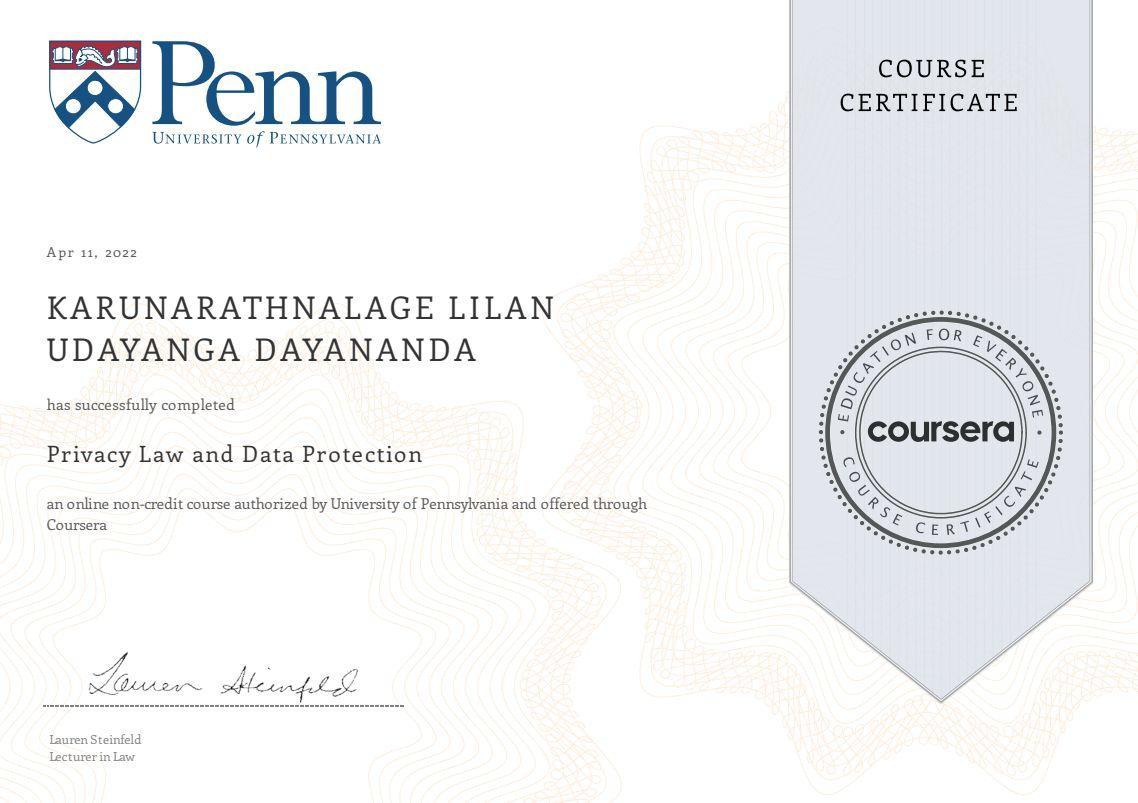 Penn
UNIVERSITY of PENNSYLVANIA
COURSE
CERTIFICATE
Apr 11, 2022
KARUNARATHNALAGE LILAN
UDAYANGA DAYANANDA
has successfully completed
Privacy Law and Data Protection
an online non-credit course authorized by University of Pennsylvania and offered through
Coursera
EDUCATION FOR EVERYONE
coursera
COURSE CERTIFICATE
Lauren Steinfeld
Lauren Steinfeld
Lecturer in Law